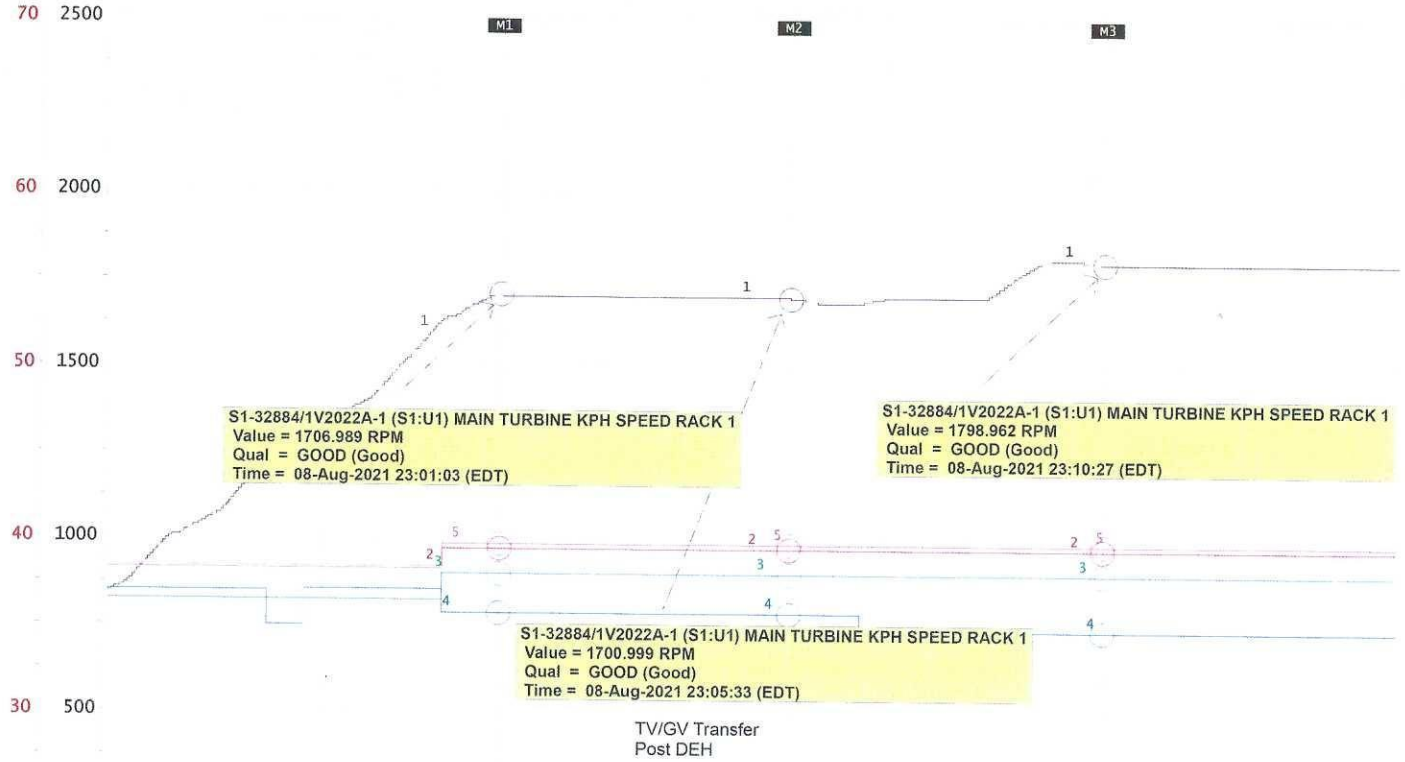 70 2500
M1 M2 M3
60 2000
1
1
1
50 1500
S1-32884/1V2022A-1 (S1:U1) MAIN TURBINE KPH SPEED RACK 1
Value = 1706.989 RPM
Qual = GOOD (Good)
Time = 08-Aug-2021 23:01:03 (EDT)
S1-32884/1V2022A-1 (S1:U1) MAIN TURBINE KPH SPEED RACK 1
Value = 1798.962 RPM
Qual = GOOD (Good)
Time = 08-Aug-2021 23:10:27 (EDT)
40 1000
5
2
3
4
2 5
3
4
2 5
3
4
S1-32884/1V2022A-1 (S1:U1) MAIN TURBINE KPH SPEED RACK 1
Value = 1700.999 RPM
Qual = GOOD (Good)
Time = 08-Aug-2021 23:05:33 (EDT)
30 500
TV/GV Transfer
Post DEH